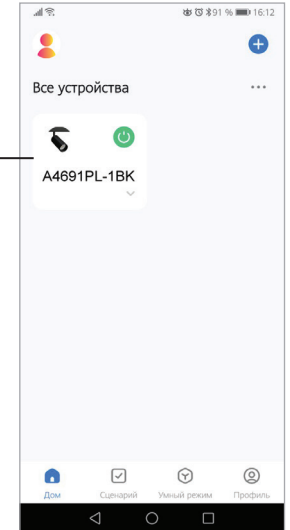 91 % 16:12
Все устройства
A4691PL-1BK
Дом Сценарий Умный режим Профиль